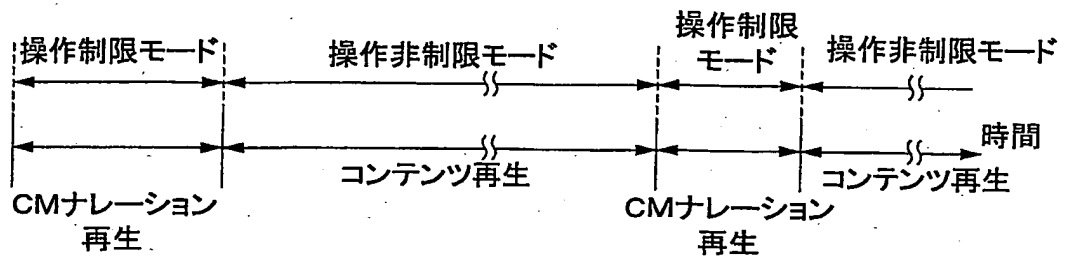 操作制限モード
操作非制限モード
操作制限
モード
操作非制限モード
時間
コンテンツ再生
コンテンツ再生
CMナレーション
再生
CMナレーション
再生